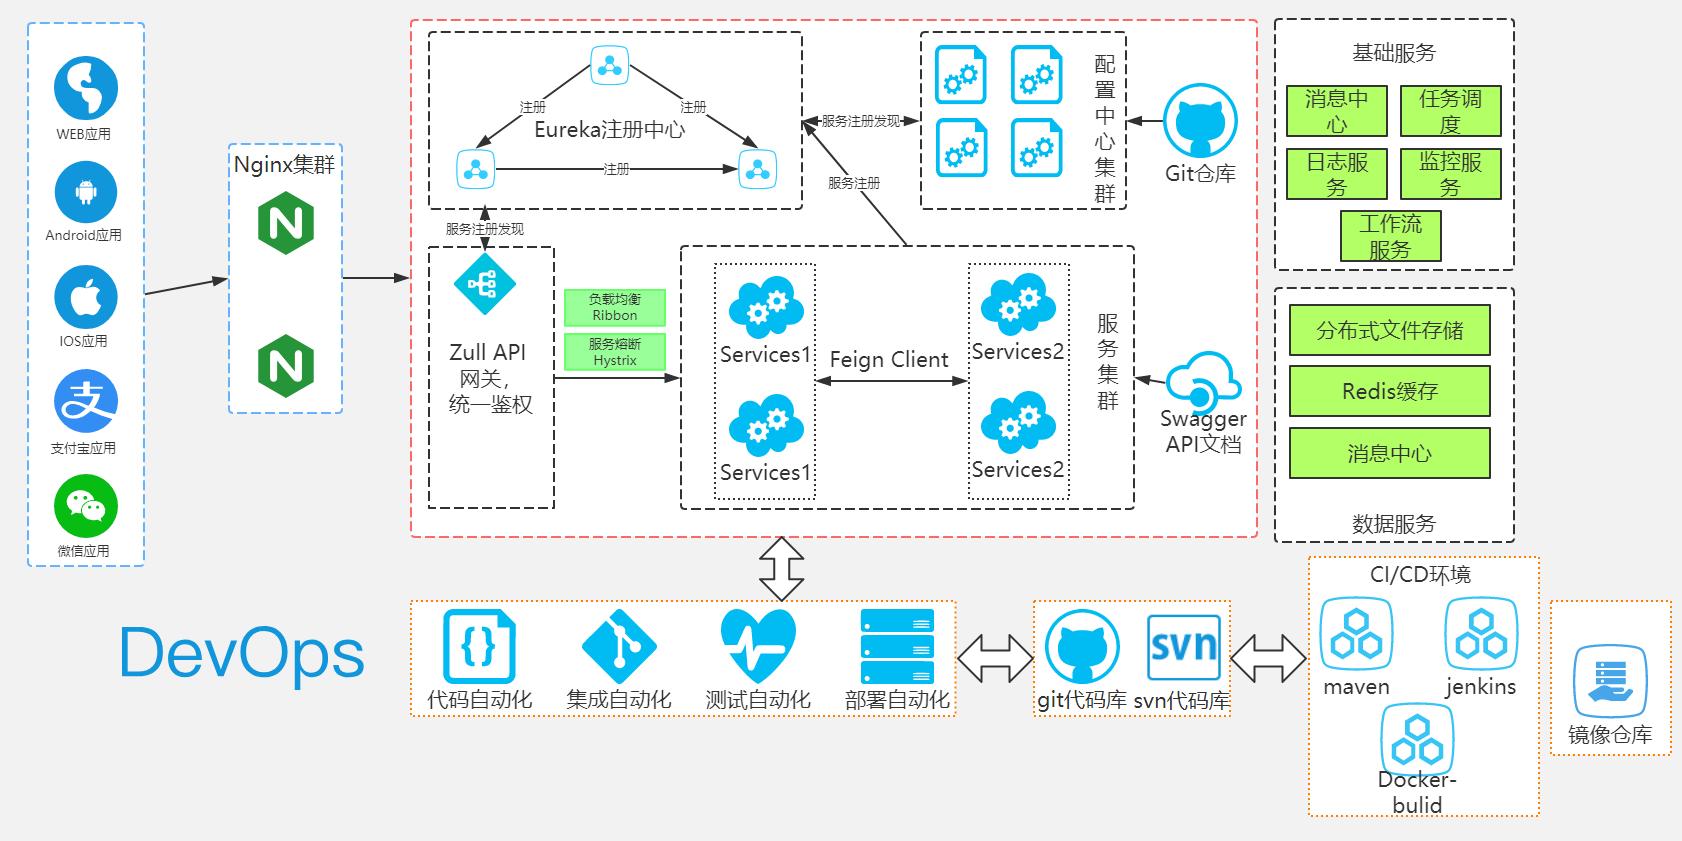 WEB应用
Android应用
IOS应用
支付宝应用
微信应用
Nginx集群
注册
注册
Eureka注册中心
注册
服务注册发现
配
置
中
心
集
群
Git仓库
服务注册
服务注册发现
Zull API
网关，
统一鉴权
负载均衡
Ribbon
服务熔断
Hystrix
Services1
Services1
Feign Client
Services2
Services2
服
务
集
群
Swagger
API文档
基础服务
消息中
心
任务调
度
日志服
务
监控服
务
工作流
服务
分布式文件存储
Redis缓存
消息中心
数据服务
DevOps
代码自动化
集成自动化
测试自动化
部署自动化
git代码库
svn
svn代码库
CI/CD环境
maven
jenkins
Docker-
bulid
镜像仓库